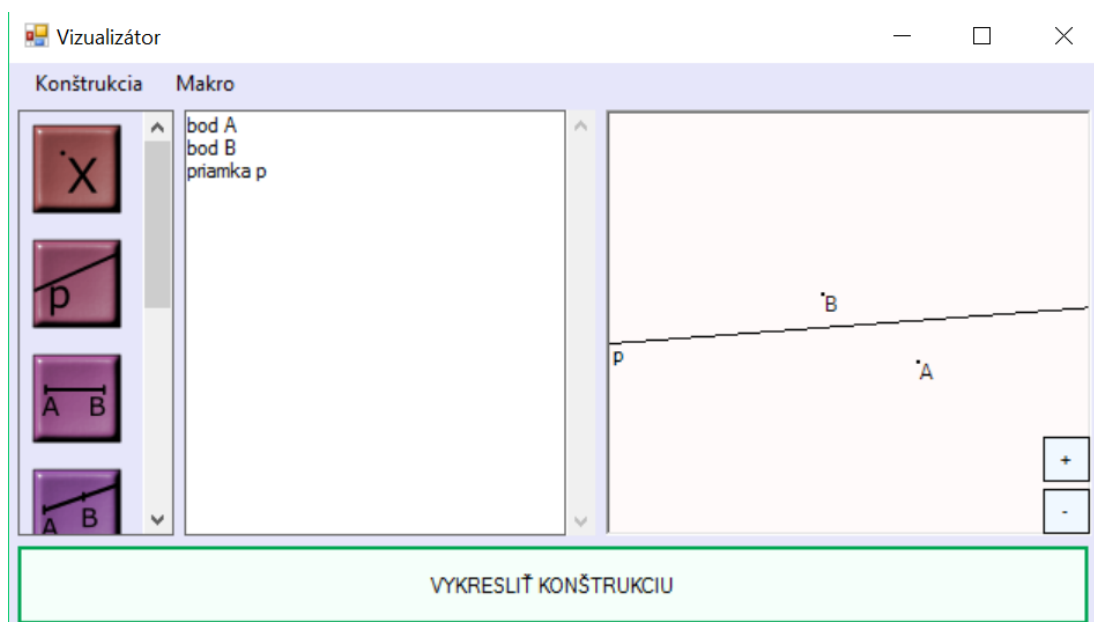 Vizualizátor
Konštrukcia Makro
X
p
A B
A B
bod A
bod B
priamka p
B
p
A
+
-
VYKRESLIŤ KONŠTRUKCIU